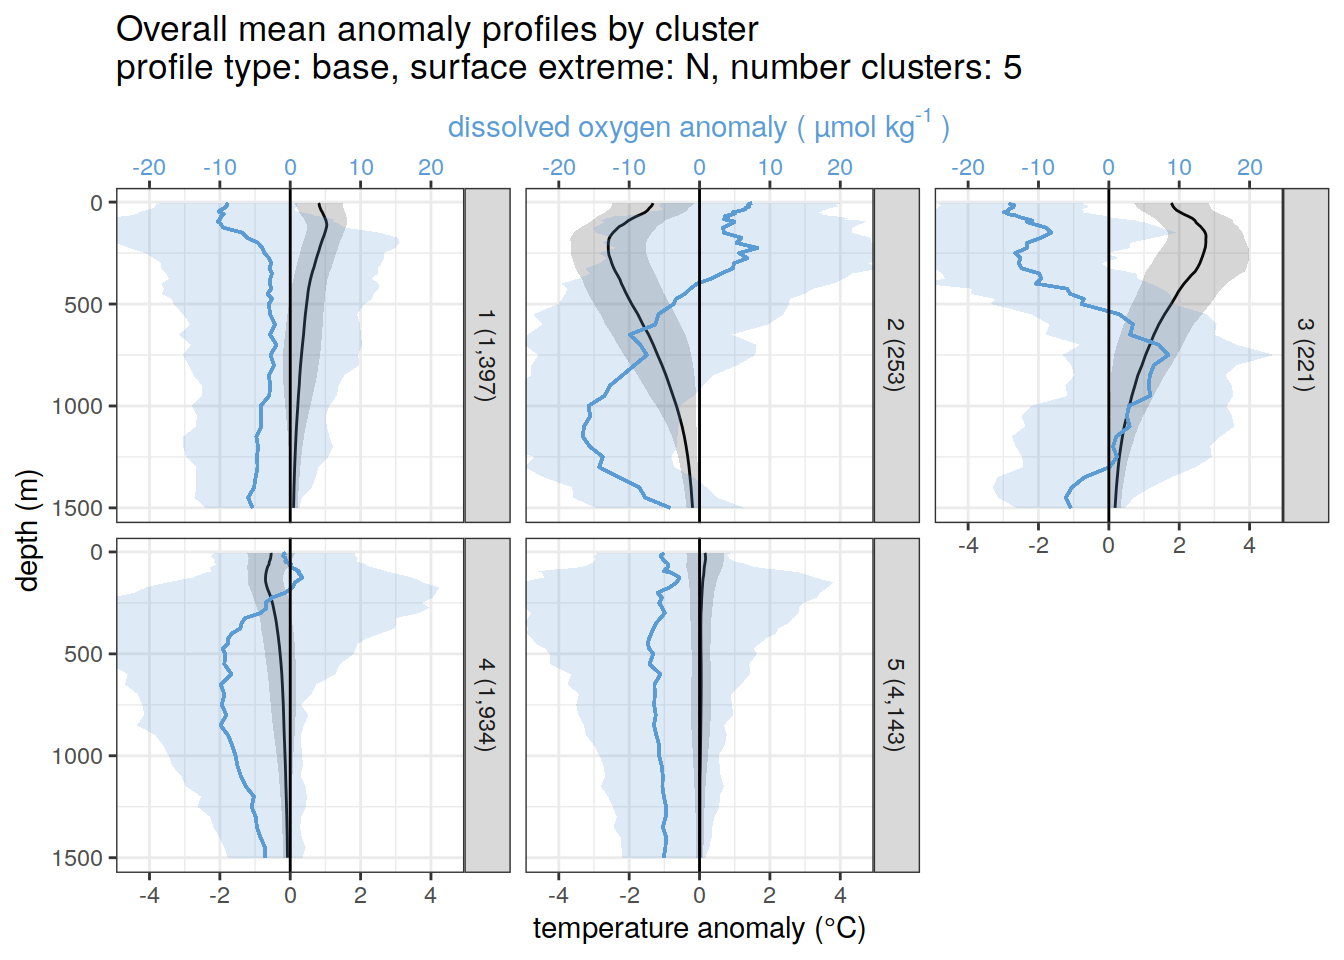 Overall mean anomaly profiles by cluster
profile type: base, surface extreme: N, number clusters: 5
dissolved oxygen anomaly ( µmol kg-1 )
-20 -10 0 10 20 -20 -10 0 10 20 -20 -10 0 10 20
0
500
1000
1500
1 (1,397)
2 (253)
3 (221)
-4 -2 0 2 4
depth (m)
0
500
1000
1500
4 (1,934)
5 (4,143)
-4 -2 0 2 4 -4 -2 0 2 4
temperature anomaly (°C)